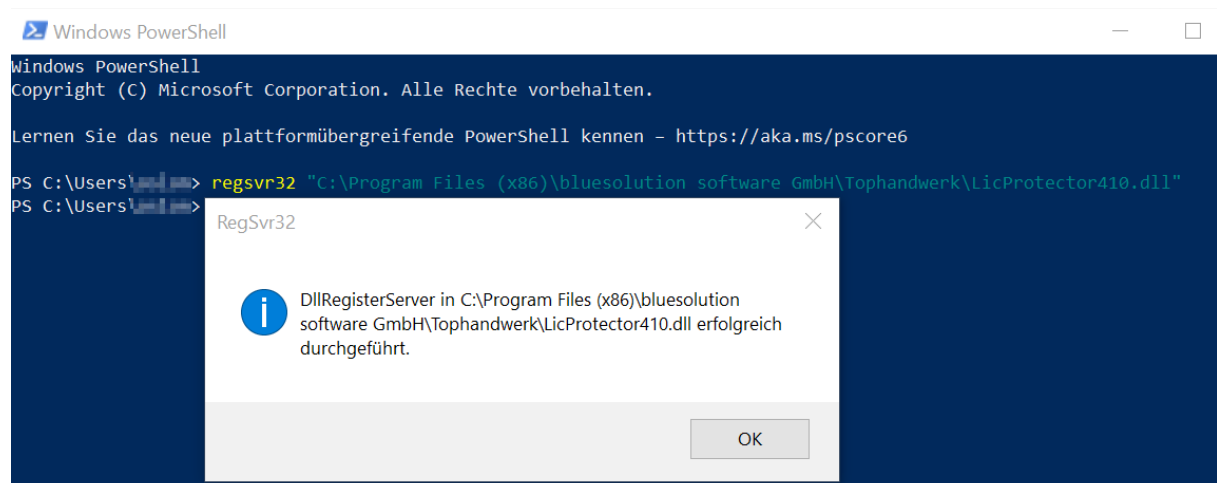 Windows PowerShell
Windows PowerShell
Copyright (C) Microsoft Corporation. Alle Rechte vorbehalten.
Lernen Sie das neue plattformübergreifende PowerShell kennen – https://aka.ms/pscore6
PS C:\Users\> regsvr32 "C:\Program Files (x86)\bluesolution software GmbH\Tophandwerk\LicProtector410.dll"
PS C:\Users\>
RegSvr32
DllRegisterServer in C:\Program Files (x86)\bluesolution
software GmbH\Tophandwerk\LicProtector410.dll erfolgreich
durchgeführt.
OK